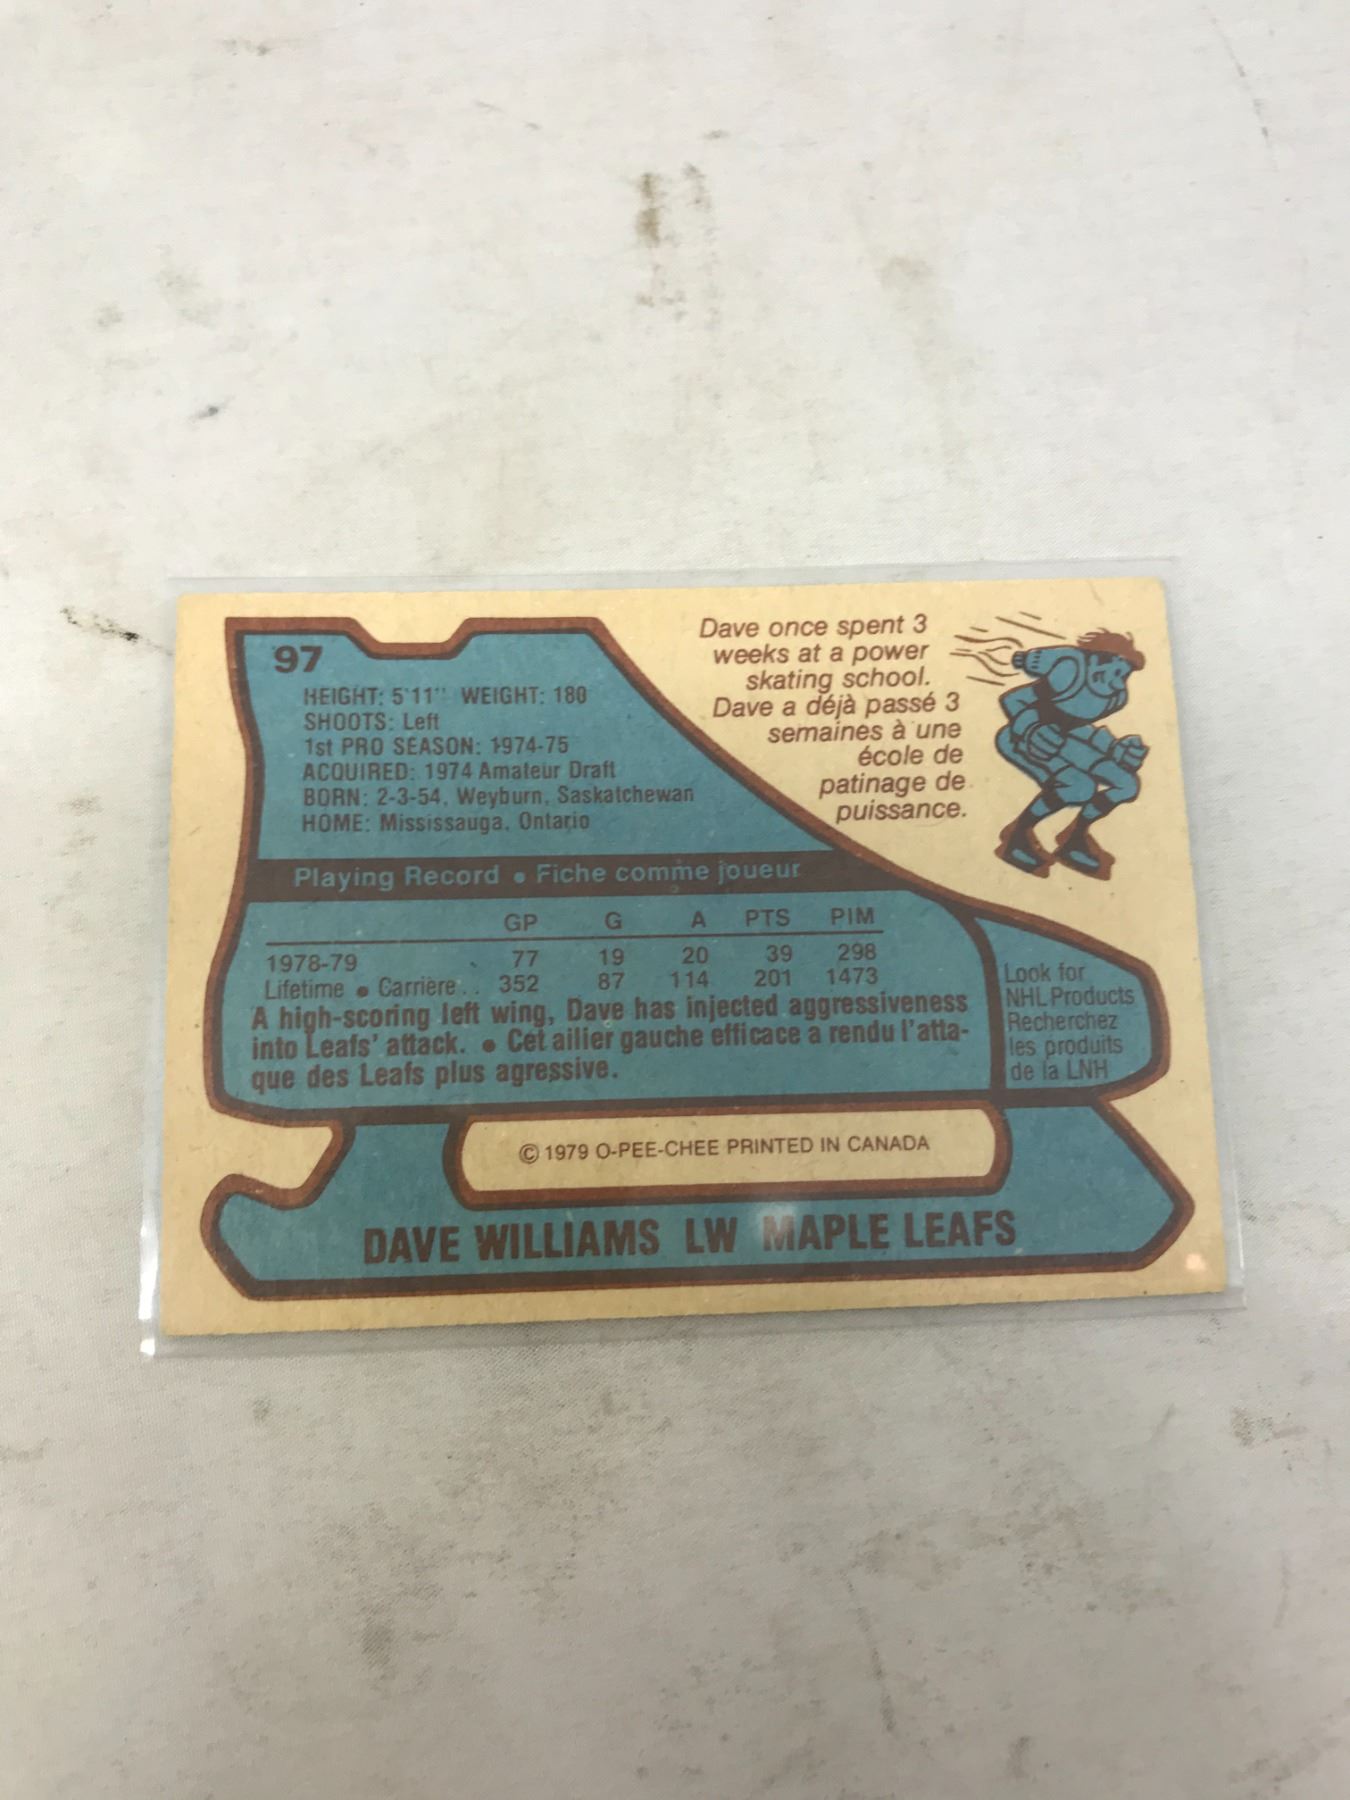 97
HEIGHT: 5'11" WEIGHT: 180
SHOOTS: Left
1st PRO SEASON: 1974-75
ACQUIRED: 1974 Amateur Draft
BORN: 2-3-54, Weyburn, Saskatchewan
HOME: Mississauga, Ontario
Dave once spent 3
weeks at a power
skating school.
Dave a déjà passé 3
semaines à une
école de
patinage de
puissance.
Playing Record • Fiche comme joueur
GP G A PTS PIM
1978-79 77 19 20 39 298
Lifetime • Carrière . . 352 87 114 201 1473
A high-scoring left wing, Dave has injected aggressiveness
into Leafs' attack. • Cet ailier gauche efficace a rendu l'atta-
que des Leafs plus agressive.
Look for
NHL Products
Recherchez
les produits
de la LNH
© 1979 O-PEE-CHEE PRINTED IN CANADA
DAVE WILLIAMS LW MAPLE LEAFS